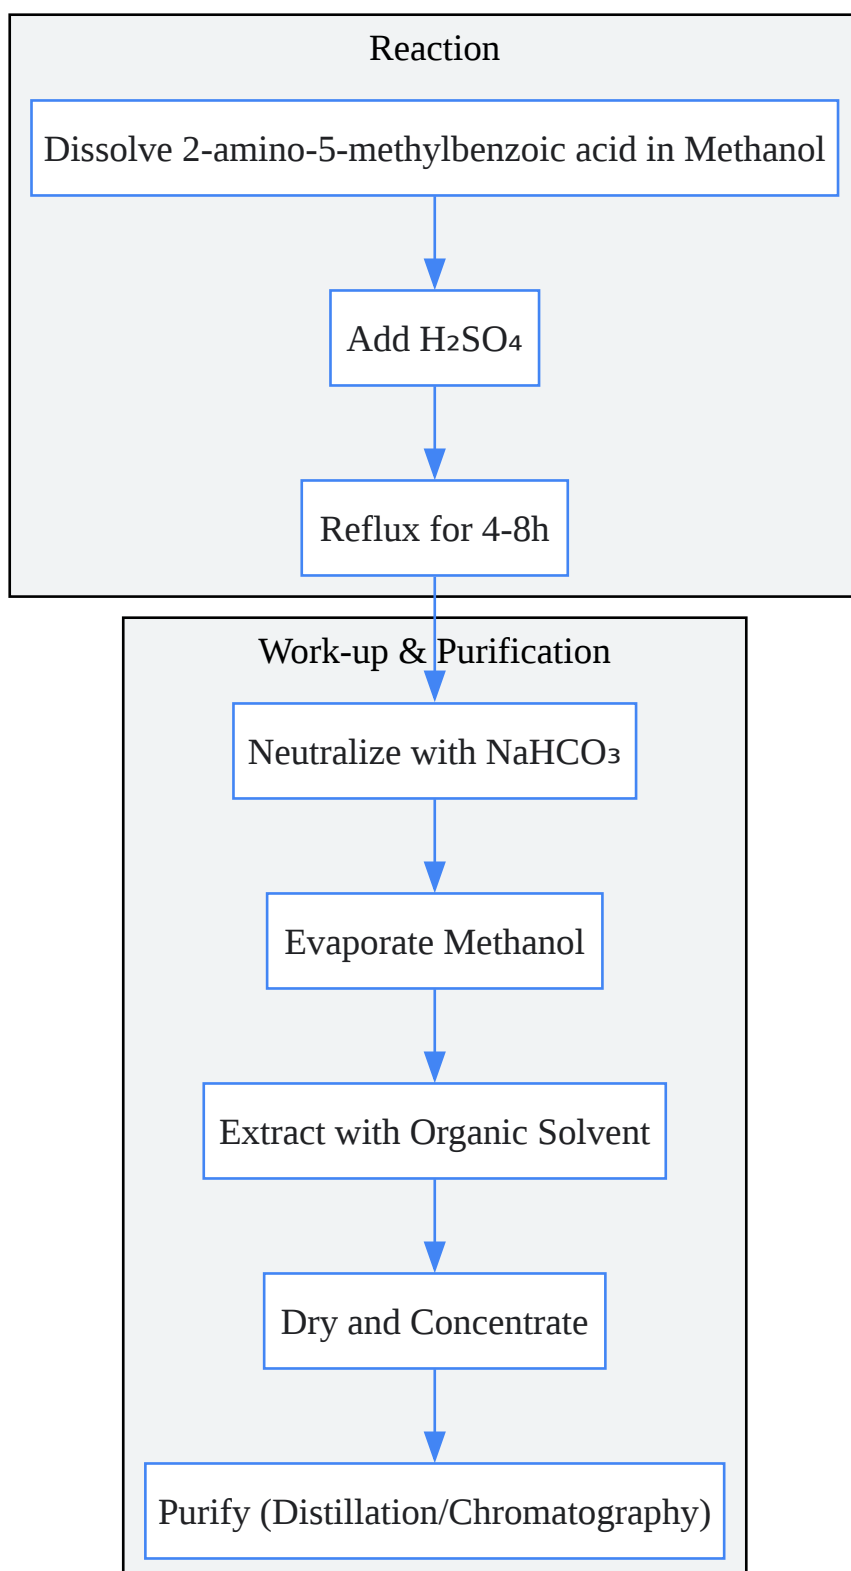 Reaction
Dissolve 2-amino-5-methylbenzoic acid in Methanol
Add H₂SO₄
Reflux for 4-8h
Work-up & Purification
Neutralize with NaHCO₃
Evaporate Methanol
Extract with Organic Solvent
Dry and Concentrate
Purify (Distillation/Chromatography)